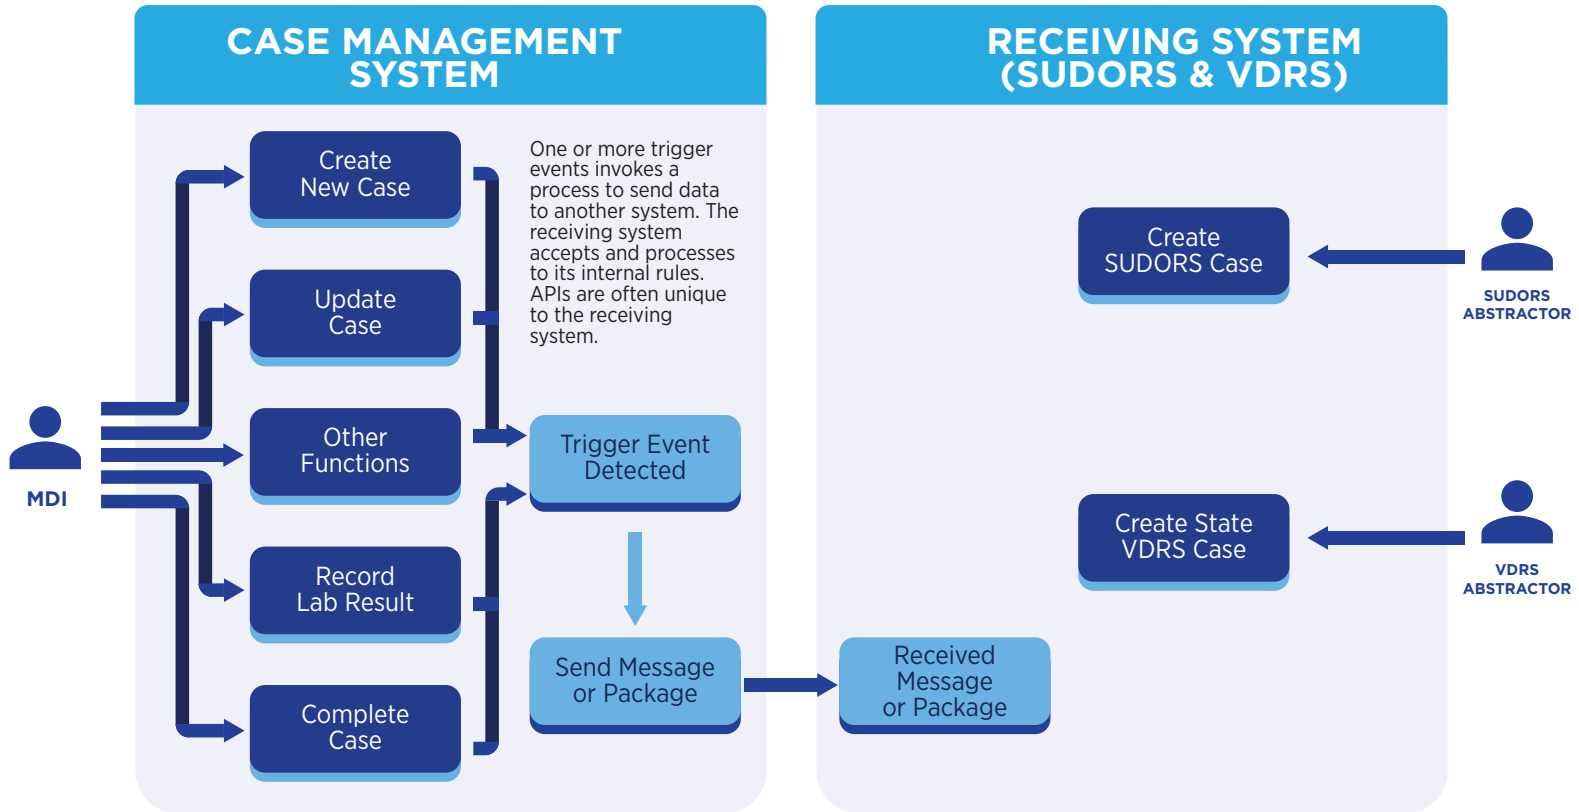 CASE MANAGEMENT
SYSTEM
RECEIVING SYSTEM
(SUDORS & VDRS)
MDI
Create
New Case
Update
Case
Other
Functions
Record
Lab Result
Complete
Case
One or more trigger
events invokes a
process to send data
to another system. The
receiving system
accepts and processes
to its internal rules.
APIs are often unique
to the receiving
system.
Trigger Event
Detected
Send Message
or Package
Received
Message
or Package
Create
SUDORS Case
SUDORS
ABSTRACTOR
Create State
VDRS Case
VDRS
ABSTRACTOR